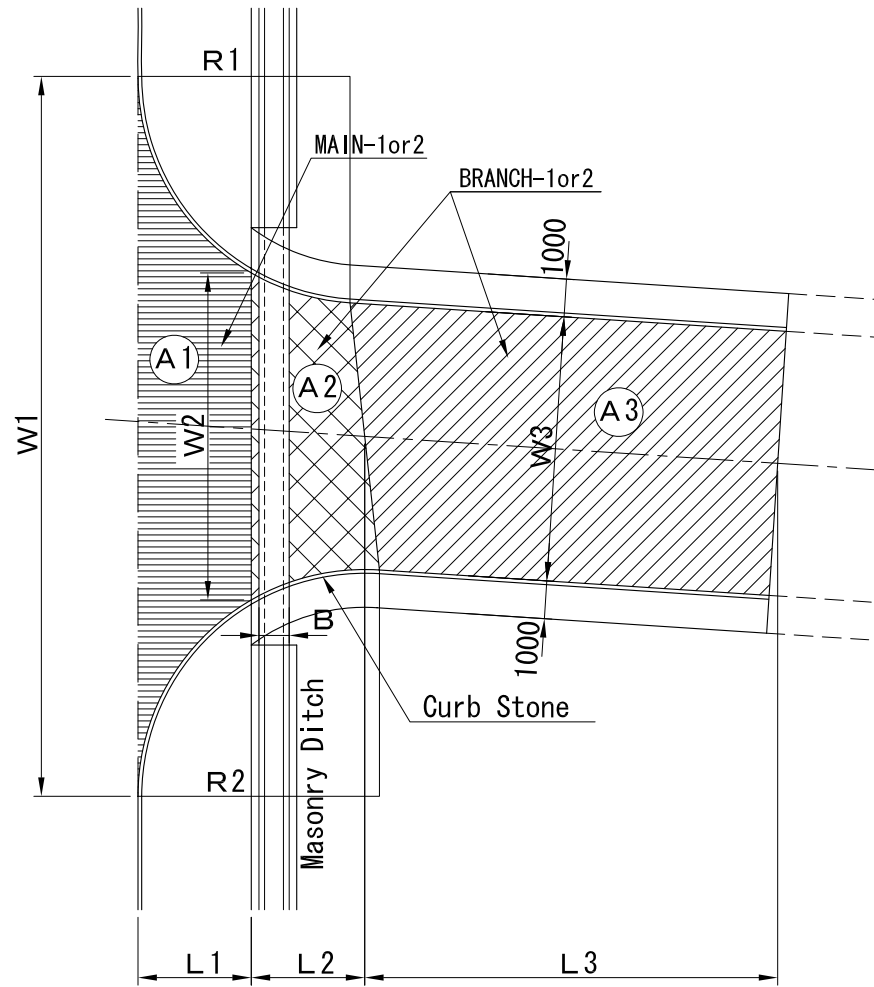 R1
MAIN-1or2
BRANCH-1or2
1000
A1
A2
A3
W1
W2
W3
B
1000
Curb Stone
R2
Masonry Ditch
L1
L2
L3